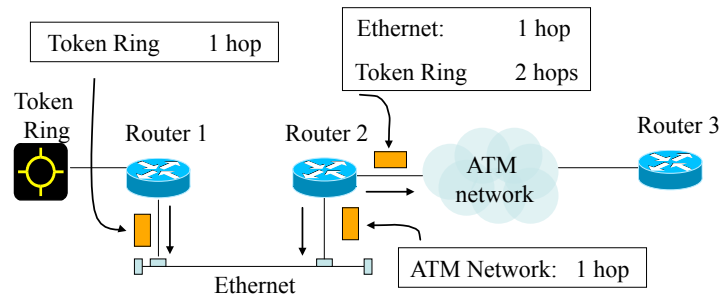 Token Ring 1 hop
Ethernet: 1 hop
Token Ring 2 hops
Token
Ring
Router 1
Router 2
Router 3
ATM
network
ATM Network: 1 hop
Ethernet